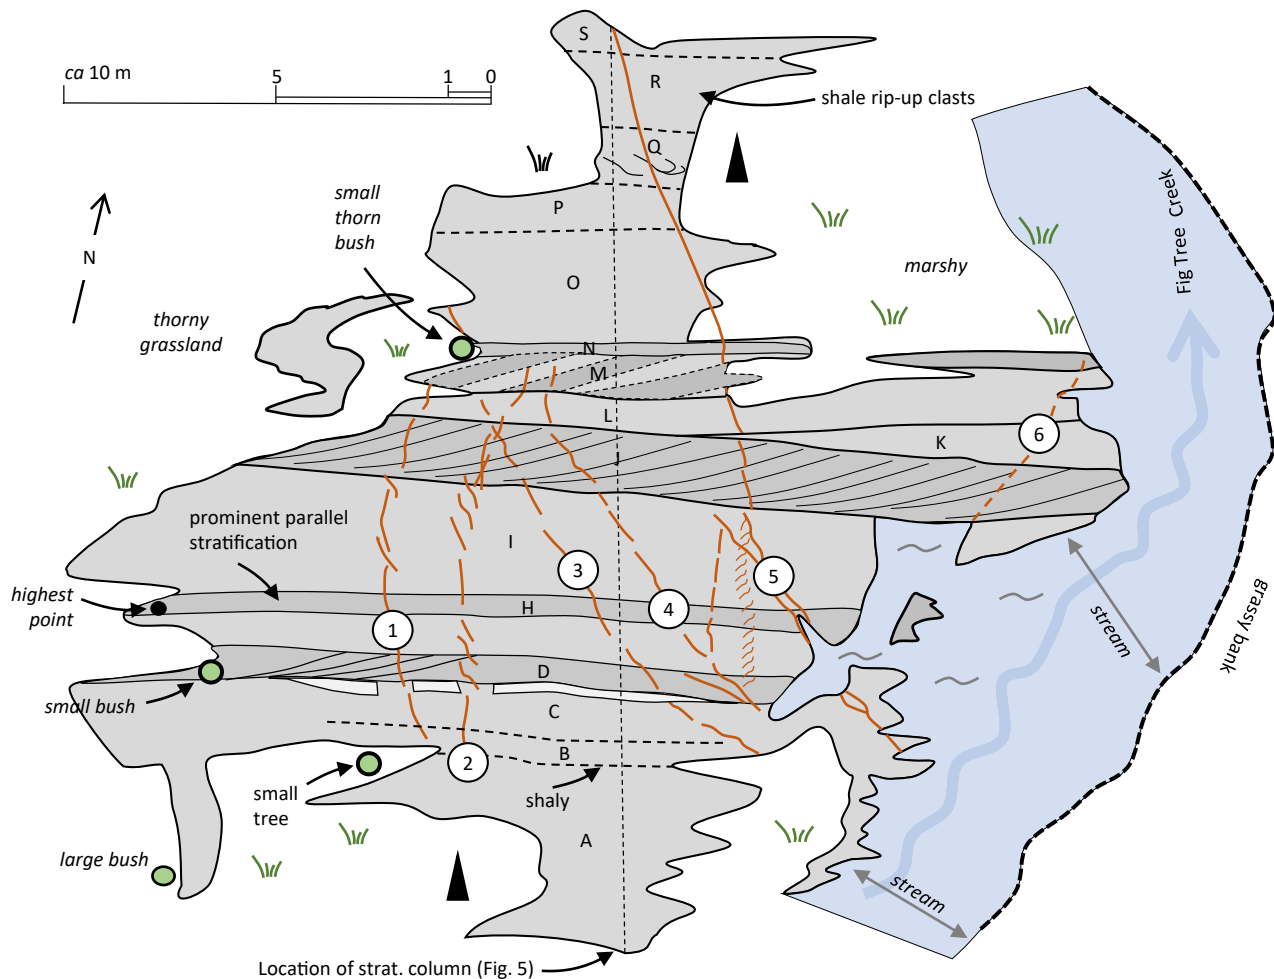 S
ca 10 m
5
1
0
R
shale rip-up clasts
Q
small
thorn
bush
P
N
O
marshy
Fig Tree Creek
thorny
grassland
N
M
L
K
6
J
prominent parallel
stratification
I
3
5
highest
point
H
4
1
stream
grassy bank
D
small bush
C
B
2
small
tree
shaly
A
large bush
stream
Location of strat. column (Fig. 5)